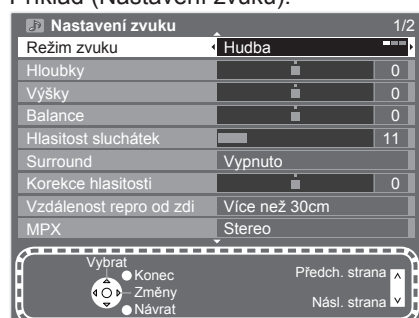 Příklad (Nastavení zvuku):
Nastavení zvuku 1/2
Režim zvuku Hudba
Hloubky 0
Výšky 0
Balance 0
Hlasitost sluchátek 11
Surround Vypnuto
Korekce hlasitosti 0
Vzdálenost repro od zdi Více než 30cm
MPX Stereo
Vybrat
Konec
Změny
Návrat
Předch. strana
Násl. strana